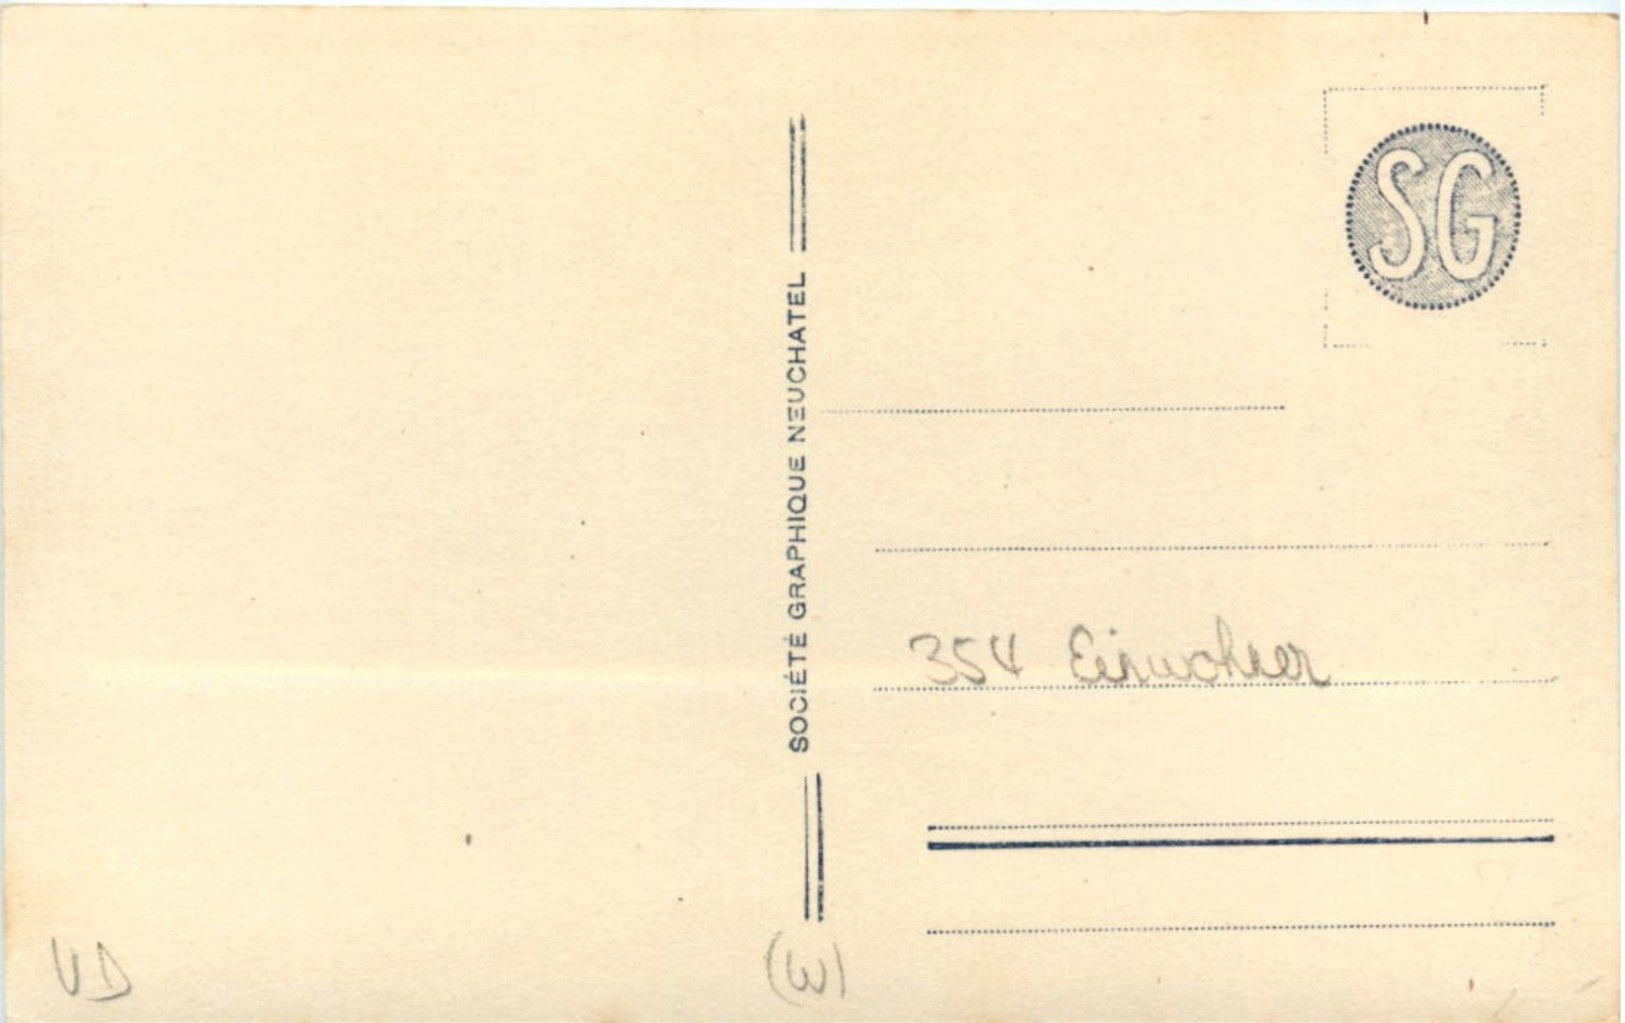 SG
SOCIÉTÉ GRAPHIQUE NEUCHATEL
354 Einwohner
VD
(W)